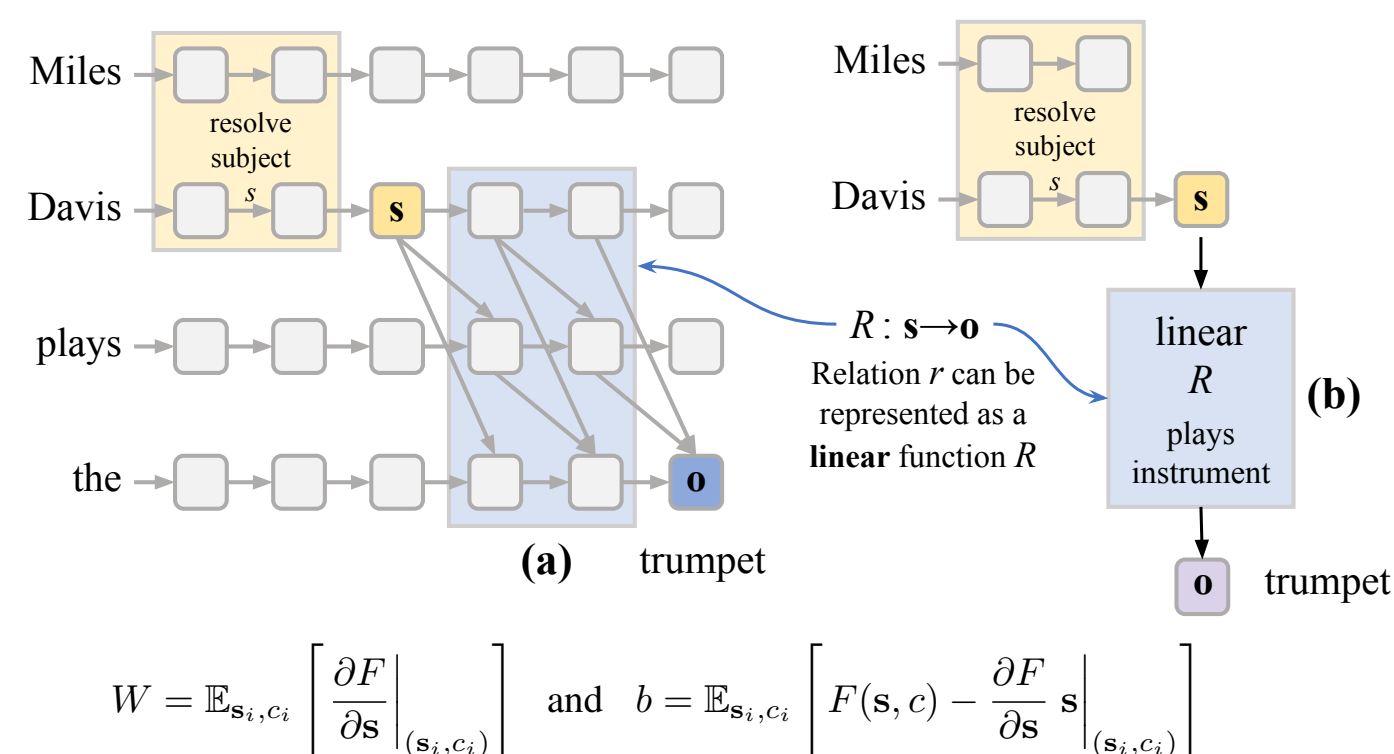 Miles
resolve
subject
s
Davis
s
plays
the
o
(a)
trumpet
R : s→o
Relation r can be
represented as a
linear function R
Miles
resolve
subject
s
Davis
s
linear
R
plays
instrument
(b)
o
trumpet
W = 𝔼_{s_i, c_i} [ ∂F/∂s |_{(s_i, c_i)} ] and b = 𝔼_{s_i, c_i} [ F(s, c) − ∂F/∂s s |_{(s_i, c_i)} ]